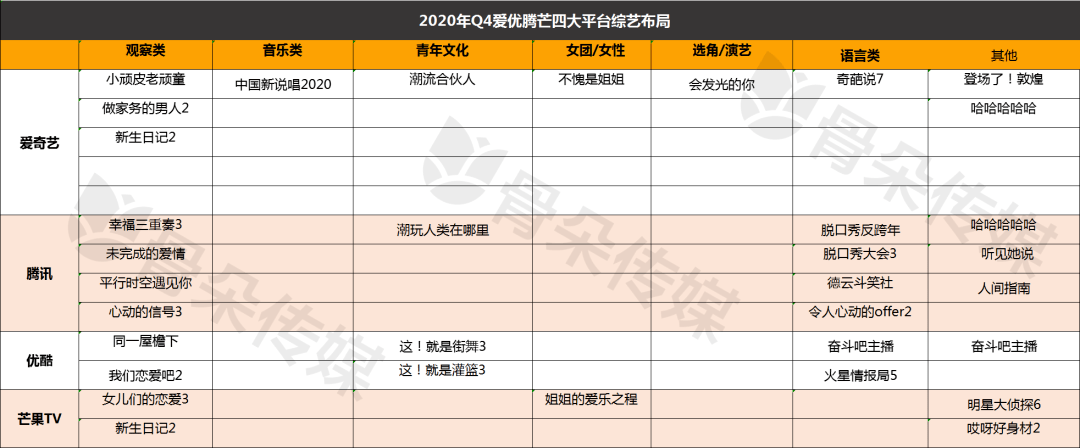 2020年Q4爱优腾芒四大平台综艺布局
观察类 音乐类 青年文化 女团/女性 选角/演艺 语言类 其他
爱奇艺
小顽皮老顽童 中国新说唱2020 潮流合伙人 不愧是姐姐 会发光的你 奇葩说7 登场了！敦煌
做家务的男人2 哈哈哈哈哈
新生日记2
腾讯
幸福三重奏3 潮玩人类在哪里 脱口秀反跨年 哈哈哈哈哈
未完成的爱情 脱口秀大会3 听见她说
平行时空遇见你 德云斗笑社 人间指南
心动的信号3 令人心动的offer2
优酷
同一屋檐下 这！就是街舞3 奋斗吧主播 奋斗吧主播
我们恋爱吧2 这！就是灌篮3 火星情报局5
芒果TV
女儿们的恋爱3 姐姐的爱乐之程 明星大侦探6
新生日记2 哎呀好身材2
骨朵传媒
骨朵传媒
骨朵传媒